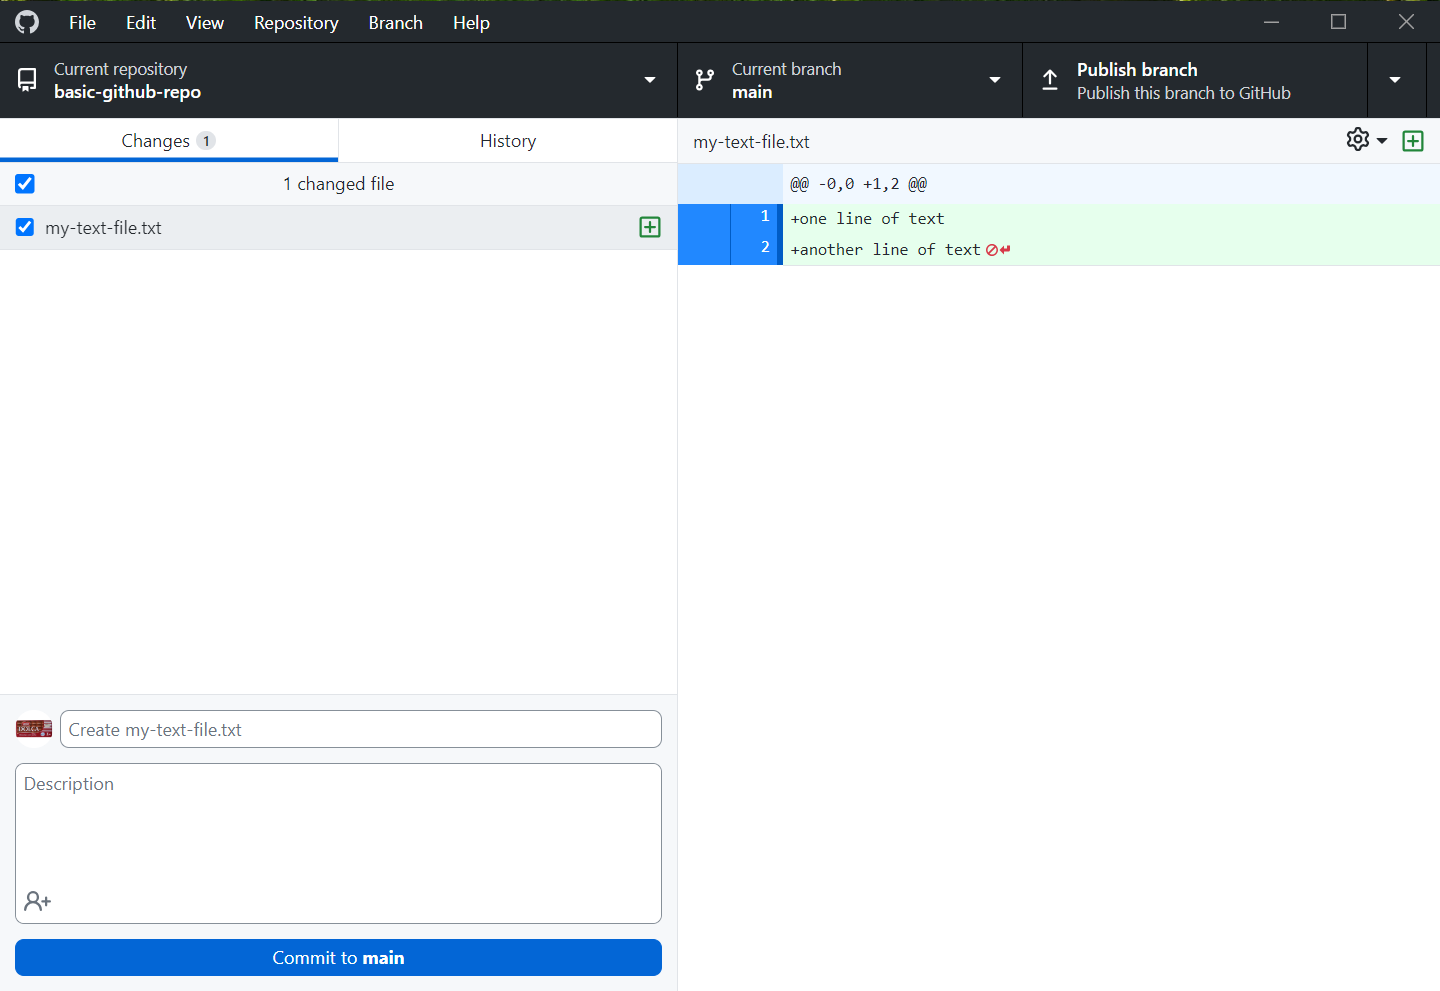 File Edit View Repository Branch Help
Current repository
basic-github-repo
Current branch
main
Publish branch
Publish this branch to GitHub
Changes 1
History
1 changed file
my-text-file.txt
my-text-file.txt
@@ -0,0 +1,2 @@
1 +one line of text
2 +another line of text
Create my-text-file.txt
Description
Commit to main